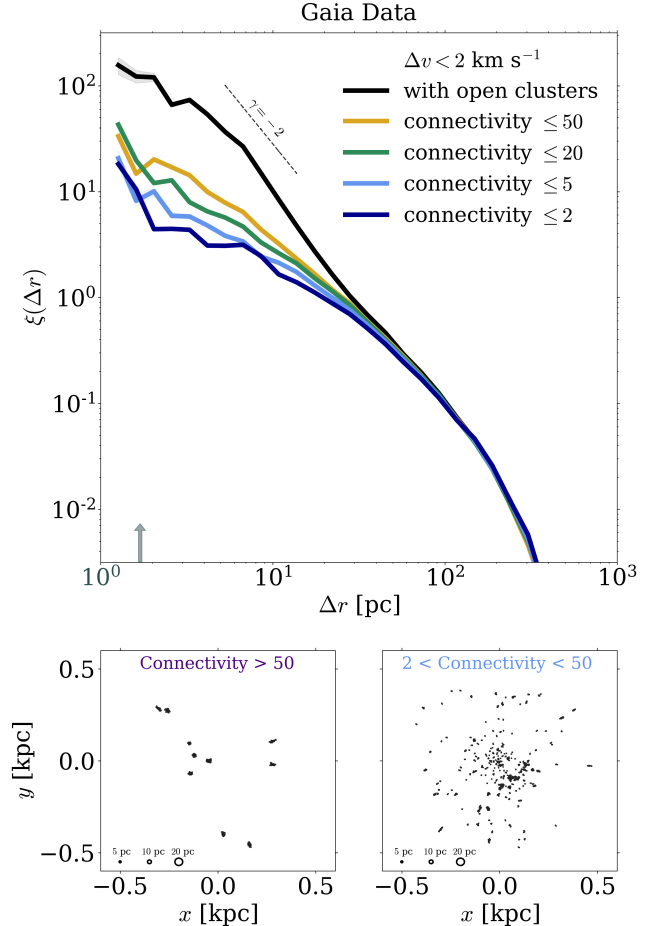 Gaia Data
Δv < 2 km s⁻¹
with open clusters
connectivity ≤ 50
connectivity ≤ 20
connectivity ≤ 5
connectivity ≤ 2
γ = −2
ξ(Δr)
10²
10¹
10⁰
10⁻¹
10⁻²
10⁰ 10¹ 10² 10³
Δr [pc]
Connectivity > 50
2 < Connectivity < 50
y [kpc]
0.5
0.0
−0.5
5 pc 10 pc 20 pc
5 pc 10 pc 20 pc
−0.5 0.0 0.5
−0.5 0.0 0.5
x [kpc]
x [kpc]